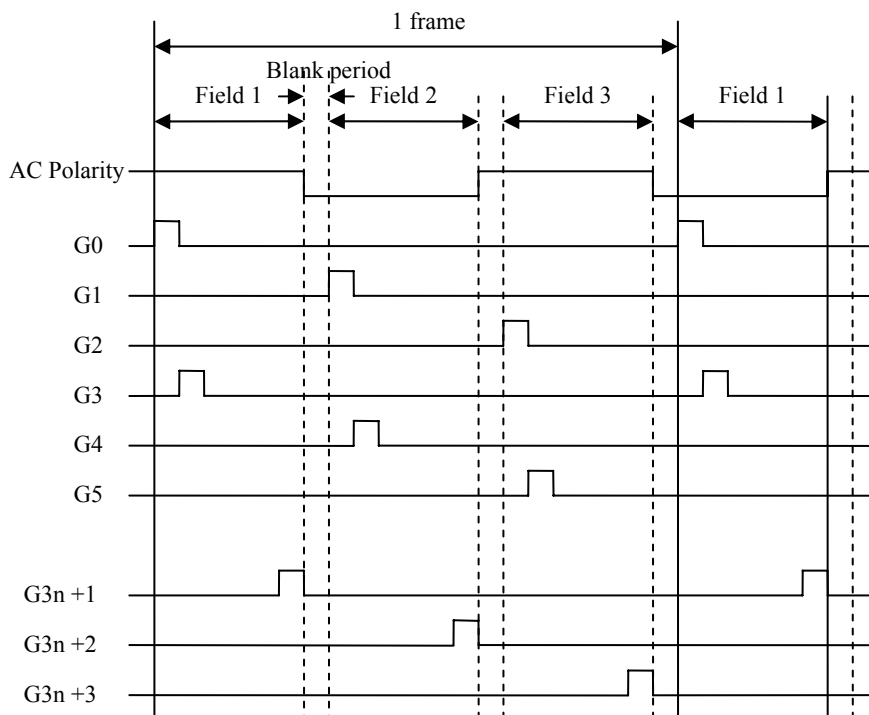 1 frame
Blank period
Field 1
Field 2
Field 3
Field 1
AC Polarity
G0
G1
G2
G3
G4
G5
G3n +1
G3n +2
G3n +3